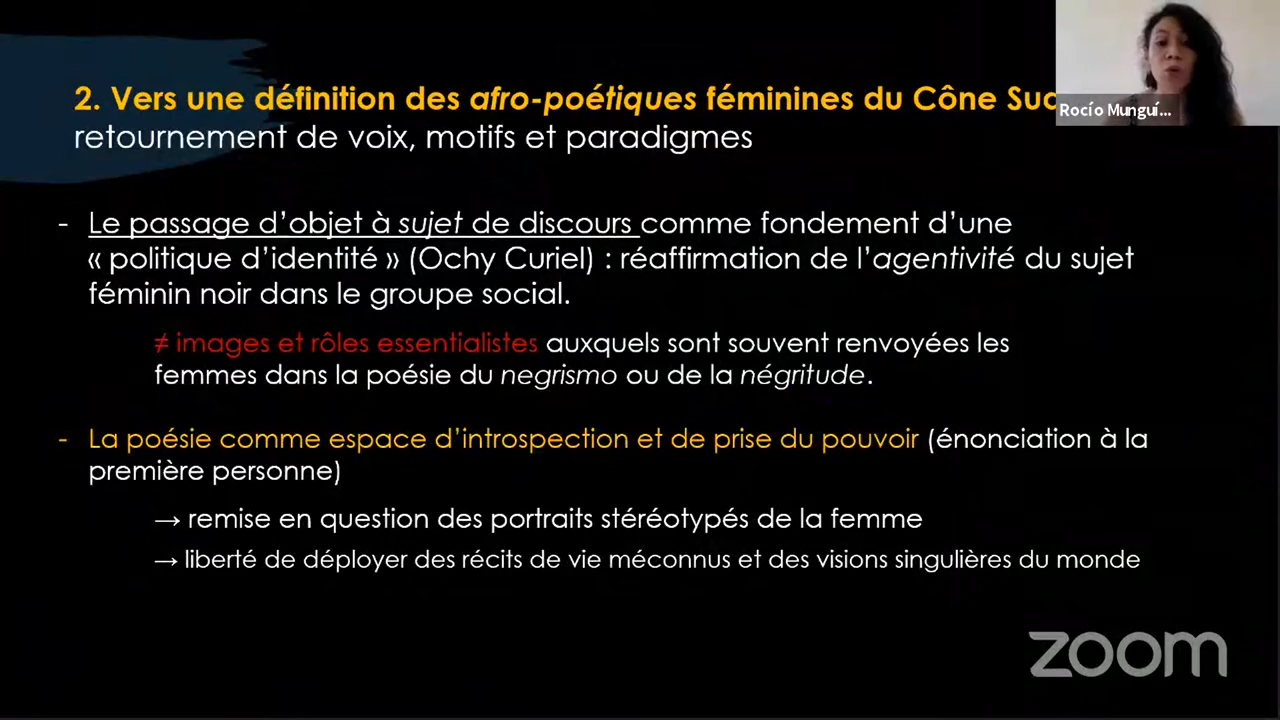 2. Vers une définition des afro-poétiques féminines du Cône Sud
retournement de voix, motifs et paradigmes
Rocío Munguí...
- Le passage d'objet à sujet de discours comme fondement d'une
« politique d'identité » (Ochy Curiel) : réaffirmation de l'agentivité du sujet
féminin noir dans le groupe social.
≠ images et rôles essentialistes auxquels sont souvent renvoyées les
femmes dans la poésie du negrismo ou de la négritude.
- La poésie comme espace d'introspection et de prise du pouvoir (énonciation à la
première personne)
→ remise en question des portraits stéréotypés de la femme
→ liberté de déployer des récits de vie méconnus et des visions singulières du monde
zoom